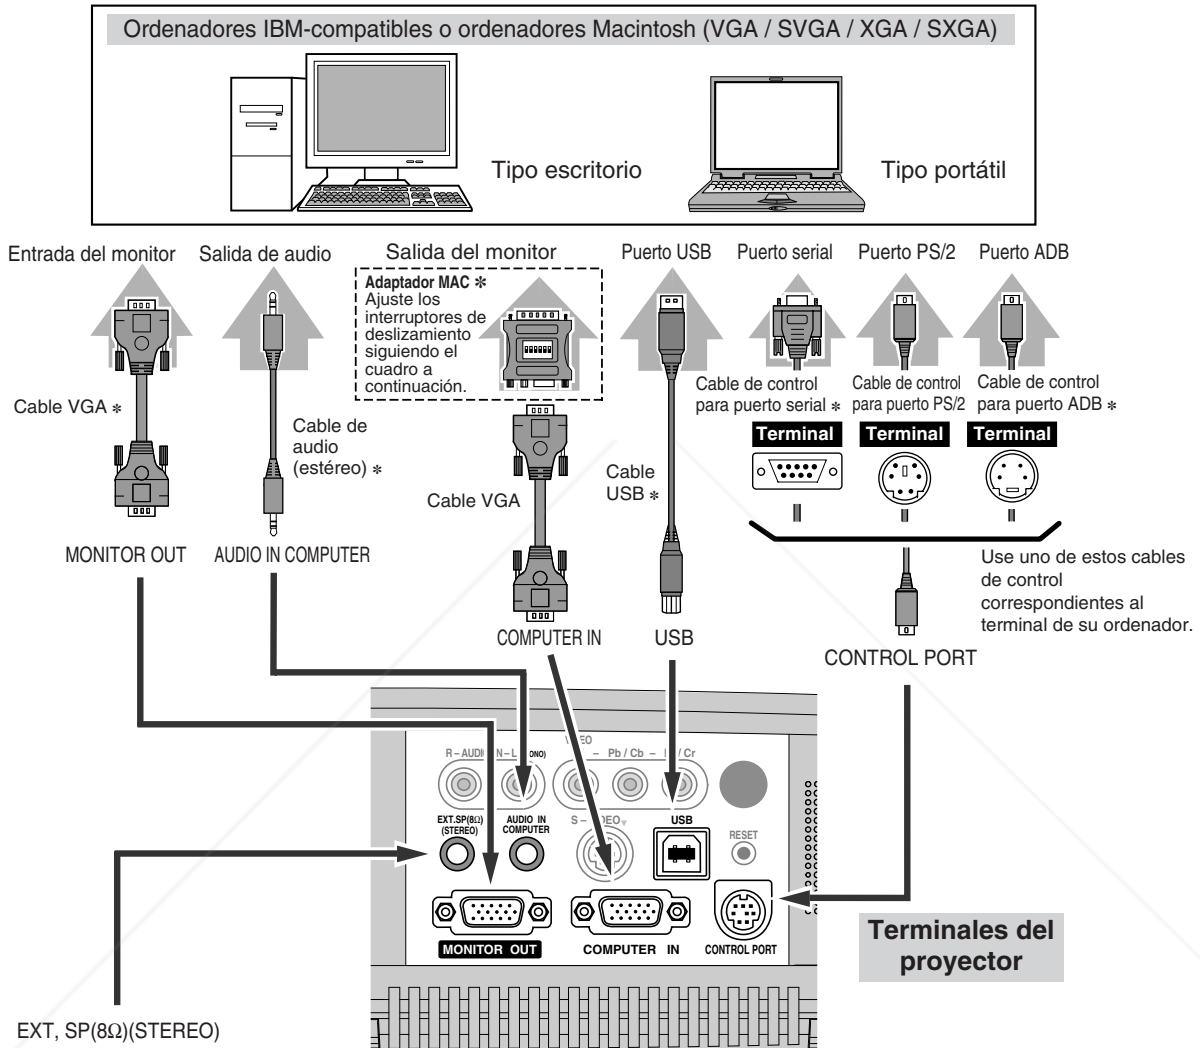 Ordenadores IBM-compatibles o ordenadores Macintosh (VGA / SVGA / XGA / SXGA)
Tipo escritorio
Tipo portátil
Entrada del monitor
Salida de audio
Salida del monitor
Puerto USB
Puerto serial
Puerto PS/2
Puerto ADB
Adaptador MAC *
Ajuste los
interruptores de
deslizamiento
siguiendo el
cuadro a
continuación.
Cable VGA *
Cable de
audio
(estéreo) *
Cable VGA
Cable
USB *
Cable de control
para puerto serial *
Cable de control
para puerto PS/2
Cable de control
para puerto ADB *
Terminal
Terminal
Terminal
MONITOR OUT
AUDIO IN COMPUTER
COMPUTER IN
USB
Use uno de estos cables
de control
correspondientes al
terminal de su ordenador.
CONTROL PORT
R – AUDIO
– Pb / Cb –
/ Cr
EXT.SP(8Ω)
(STEREO)
AUDIO IN
COMPUTER
S –
USB
RESET
MONITOR OUT
COMPUTER IN
CONTROL PORT
Terminales del
proyector
EXT, SP(8Ω)(STEREO)